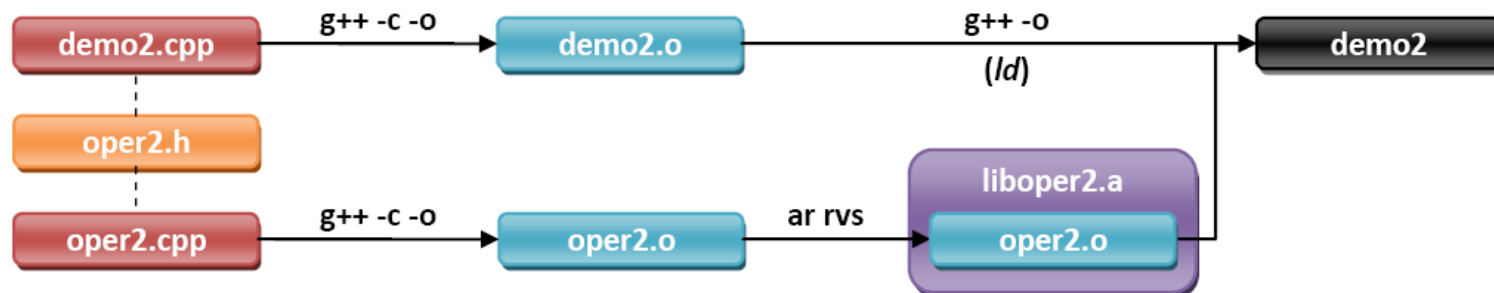 g++ -c -o
g++ -o
demo2.cpp
demo2.o
demo2
(ld)
oper2.h
liboper2.a
g++ -c -o
ar rvs
oper2.cpp
oper2.o
oper2.o